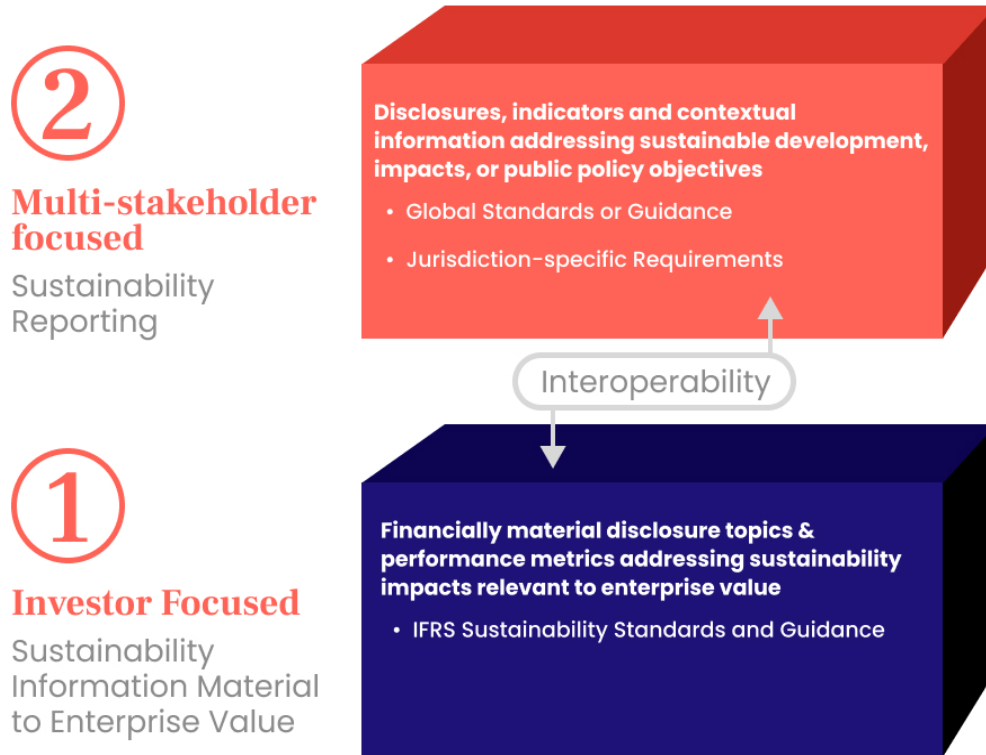 2
Multi-stakeholder
focused
Sustainability
Reporting
Disclosures, indicators and contextual
information addressing sustainable development,
impacts, or public policy objectives
• Global Standards or Guidance
• Jurisdiction-specific Requirements
Interoperability
1
Investor Focused
Sustainability
Information Material
to Enterprise Value
Financially material disclosure topics &
performance metrics addressing sustainability
impacts relevant to enterprise value
• IFRS Sustainability Standards and Guidance